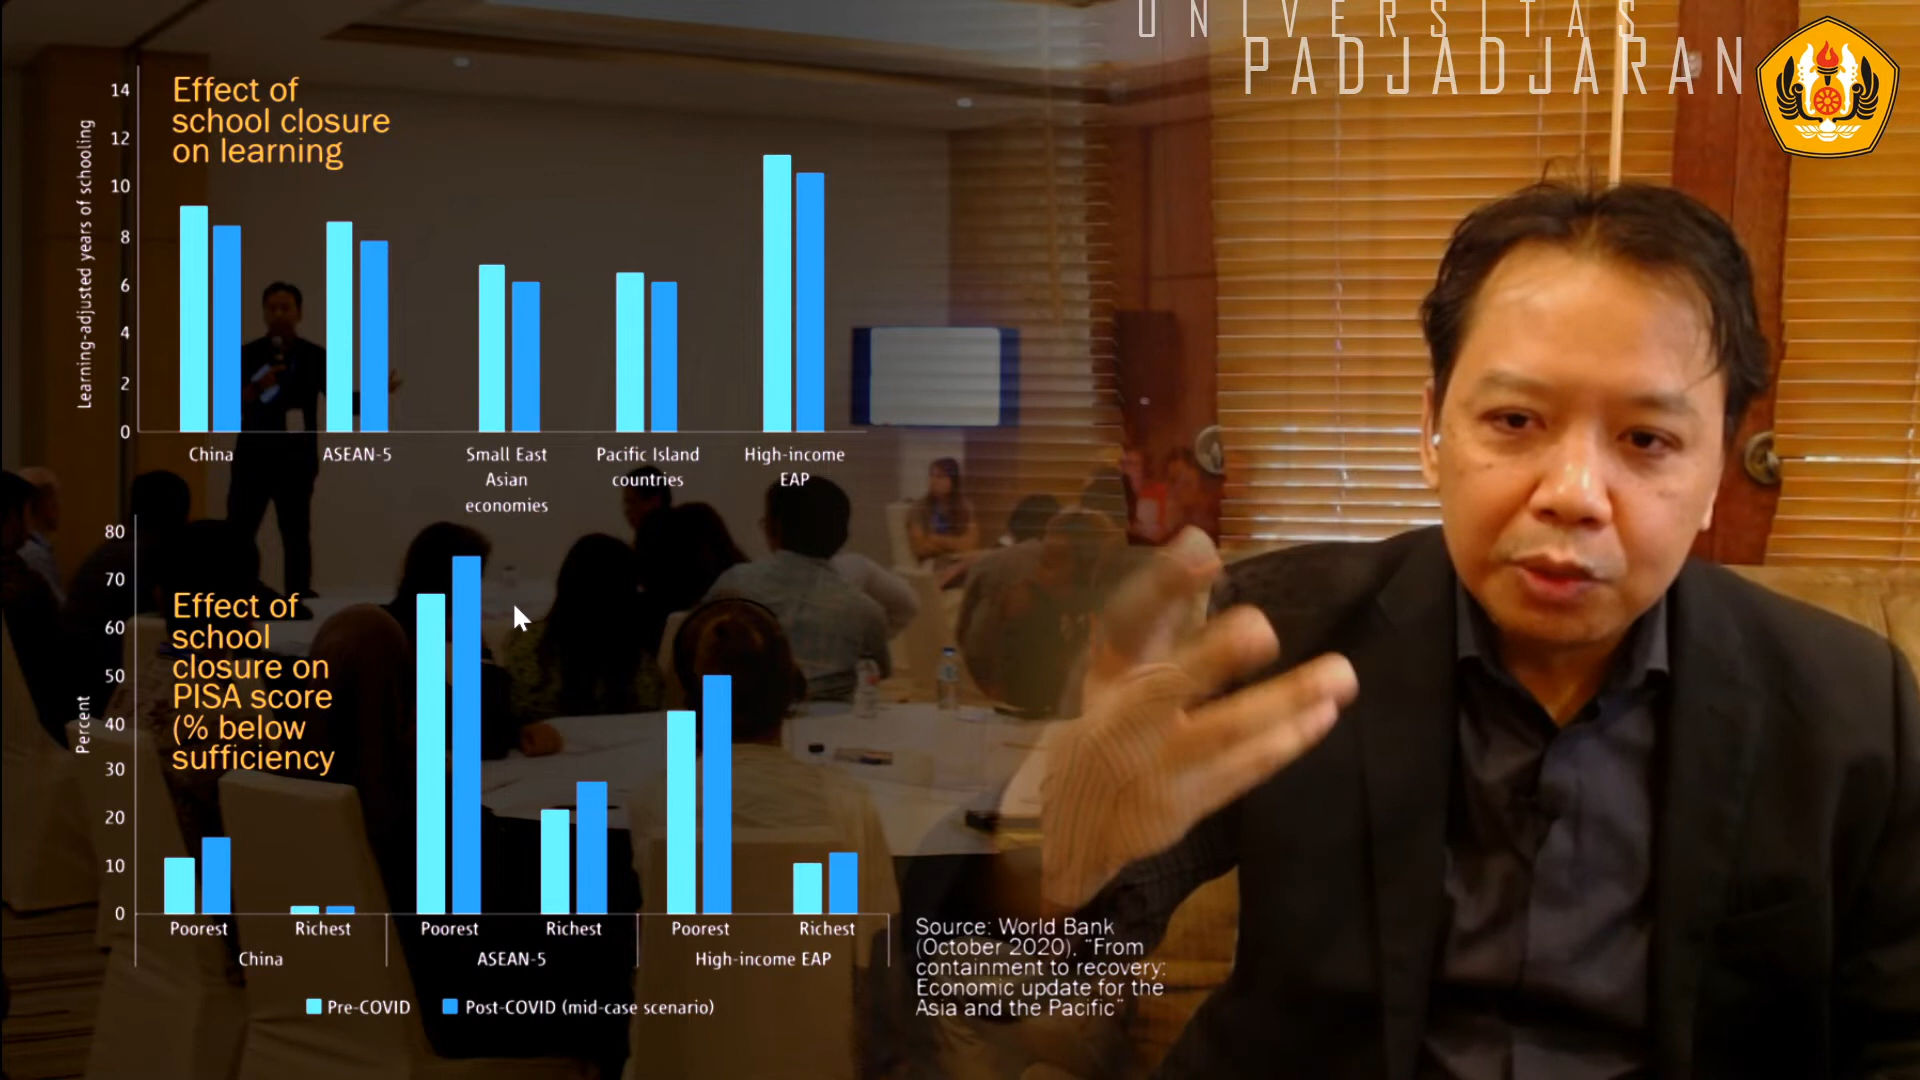 UNIVERSITAS
PADJADJARAN
Effect of
school closure
on learning
Learning-adjusted years of schooling
14
12
10
8
6
4
2
0
China
ASEAN-5
Small East
Asian
economies
Pacific Island
countries
High-income
EAP
Effect of
school
closure on
PISA score
(% below
sufficiency
Percent
80
70
60
50
40
30
20
10
0
Poorest
Richest
Poorest
Richest
Poorest
Richest
China
ASEAN-5
High-income EAP
Pre-COVID
Post-COVID (mid-case scenario)
Source: World Bank
(October 2020), "From
containment to recovery:
Economic update for the
Asia and the Pacific"